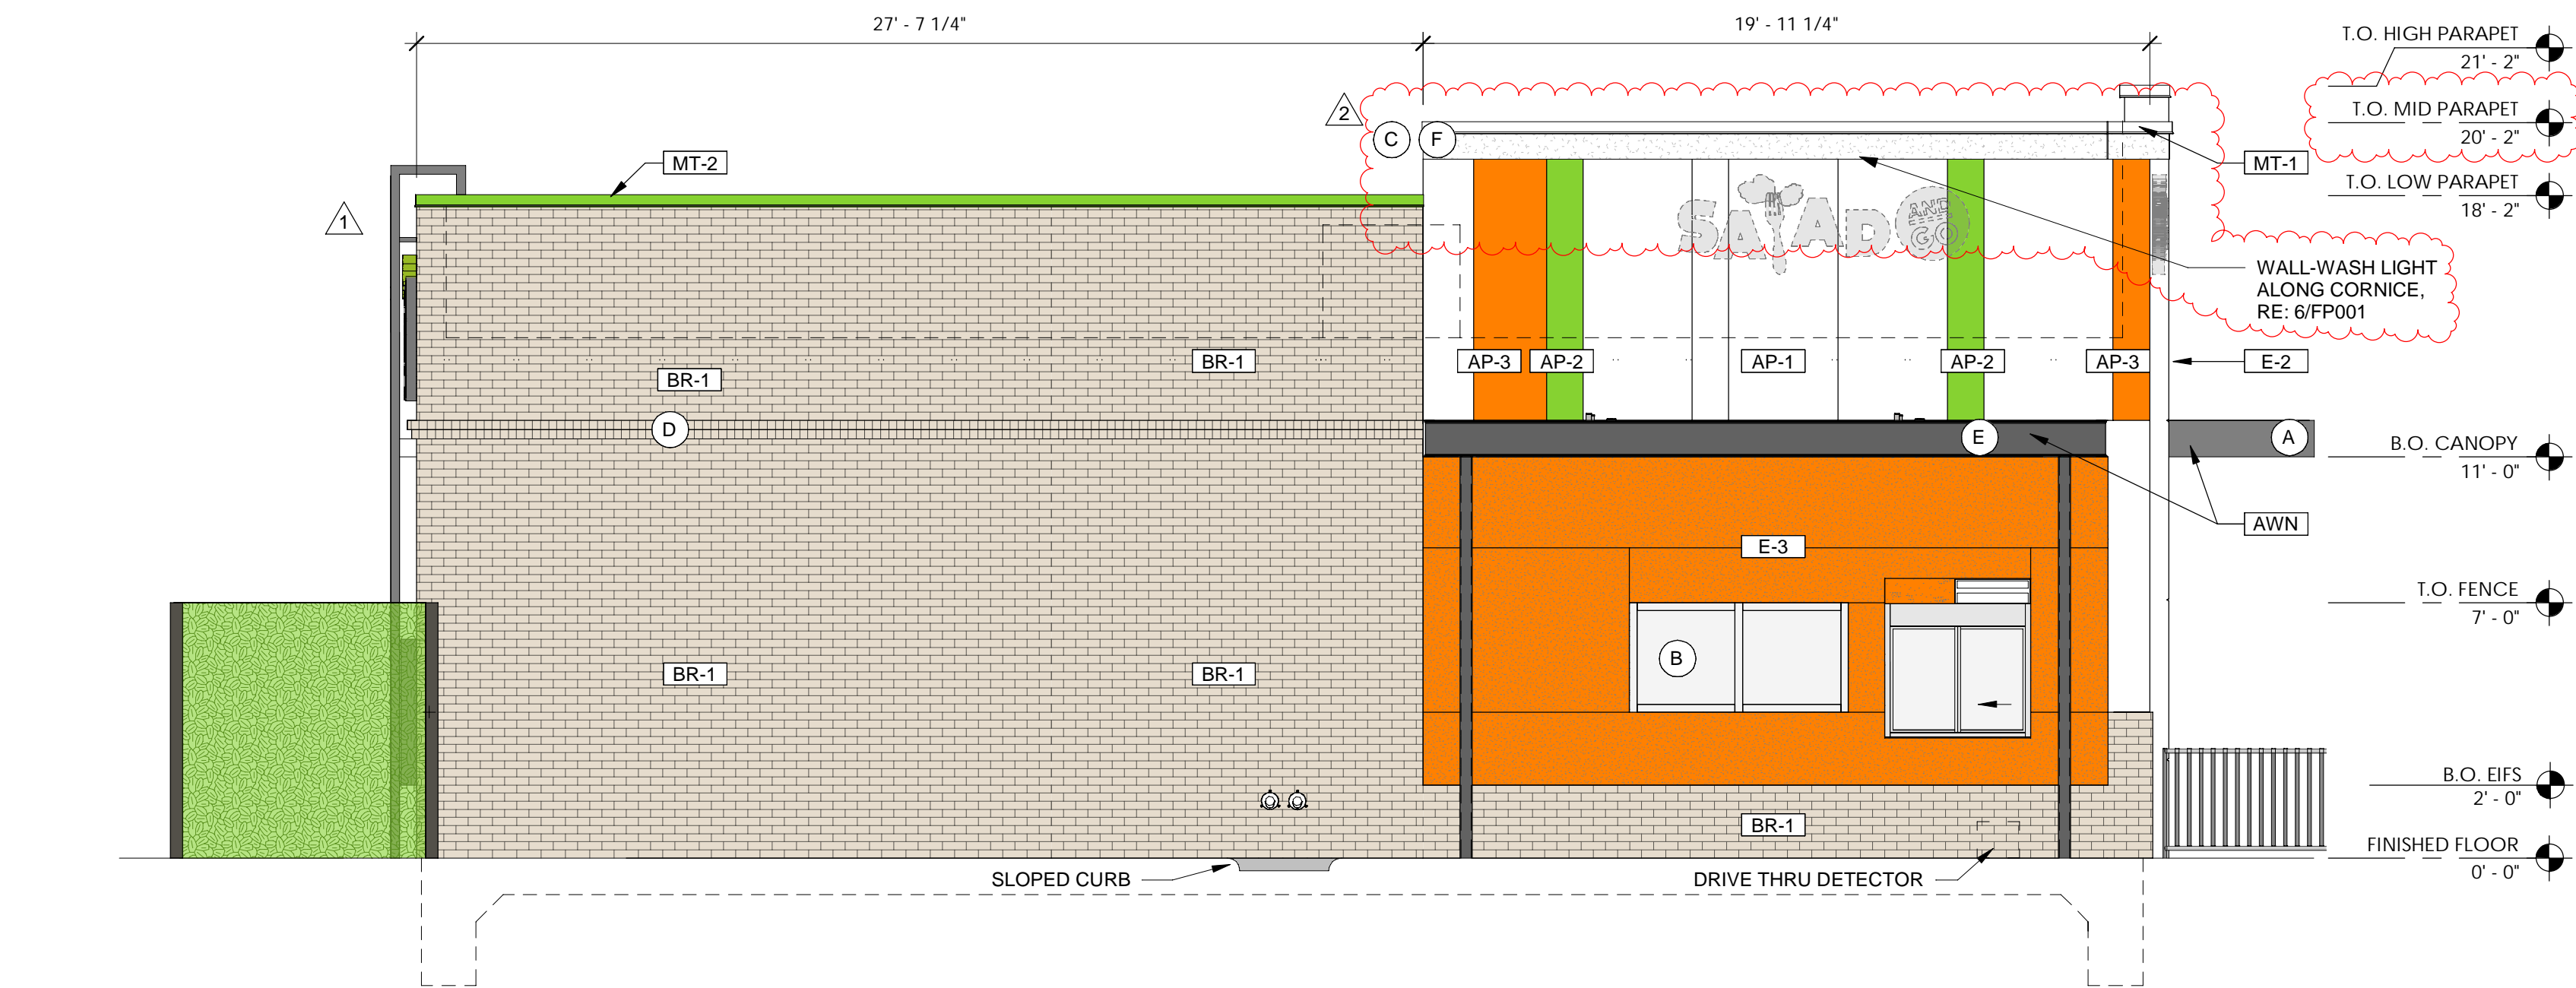 27' - 7 1/4"
19' - 11 1/4"
T.O. HIGH PARAPET
21' - 2"
T.O. MID PARAPET
20' - 2"
T.O. LOW PARAPET
18' - 2"
2
C
F
MT-1
MT-2
1
SALAD AND GO
WALL-WASH LIGHT
ALONG CORNICE,
RE: 6/FP001
BR-1
BR-1
AP-3
AP-2
AP-1
AP-2
AP-3
E-2
D
E
A
B.O. CANOPY
11' - 0"
AWN
E-3
T.O. FENCE
7' - 0"
B
BR-1
BR-1
B.O. EIFS
2' - 0"
BR-1
FINISHED FLOOR
0' - 0"
SLOPED CURB
DRIVE THRU DETECTOR